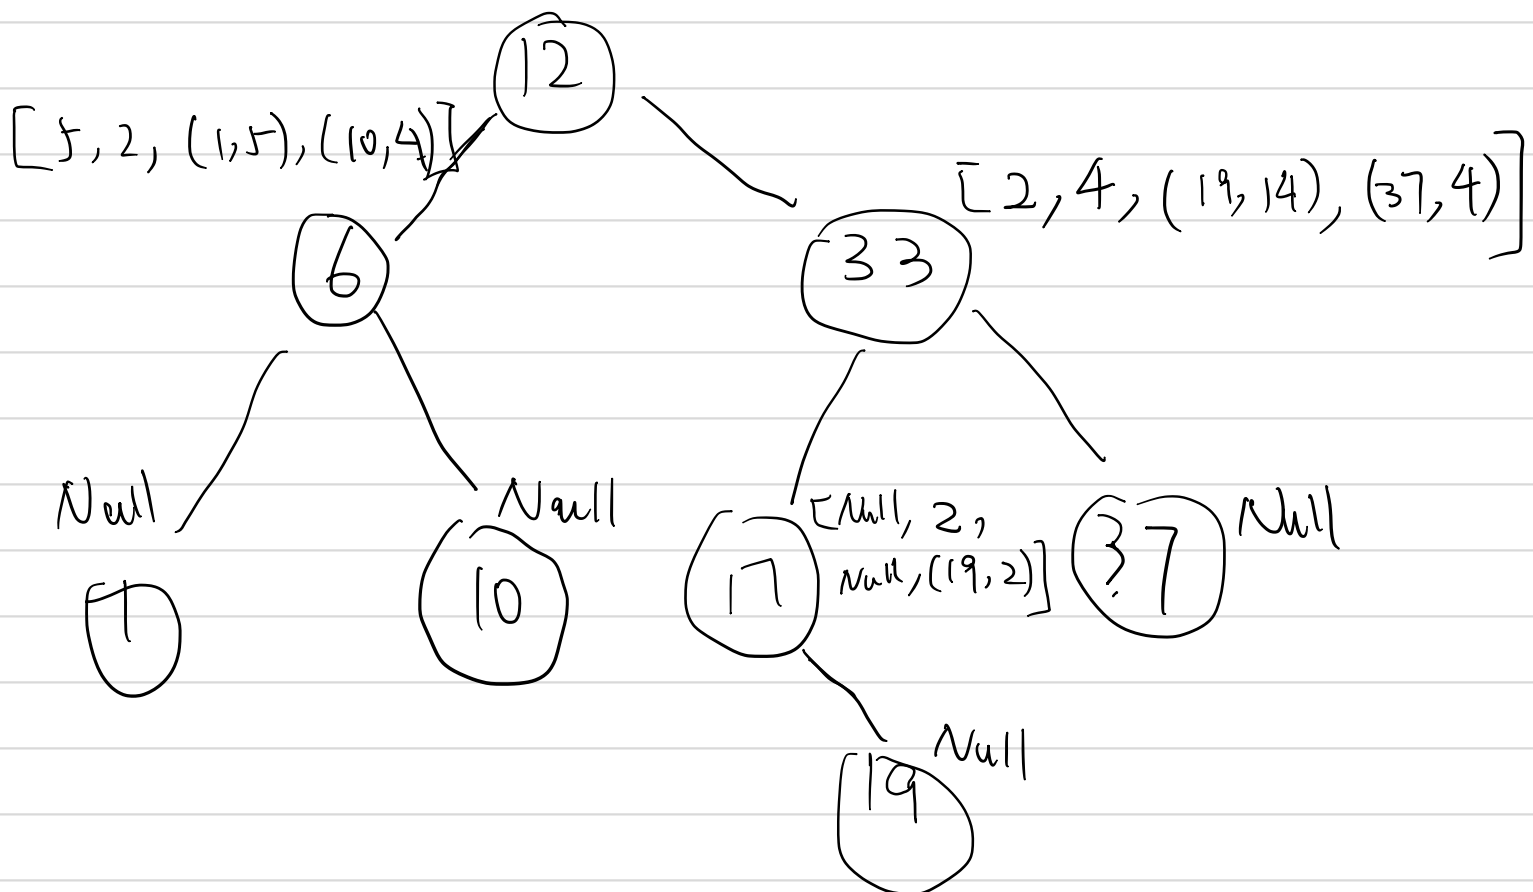 12
[5, 2, (1,5), (10,4)]
[2, 4, (19,14), (37,4)]
6
33
Null
Null
[Null, 2,
Null, (19,2)]
Null
1
10
17
37
Null
19